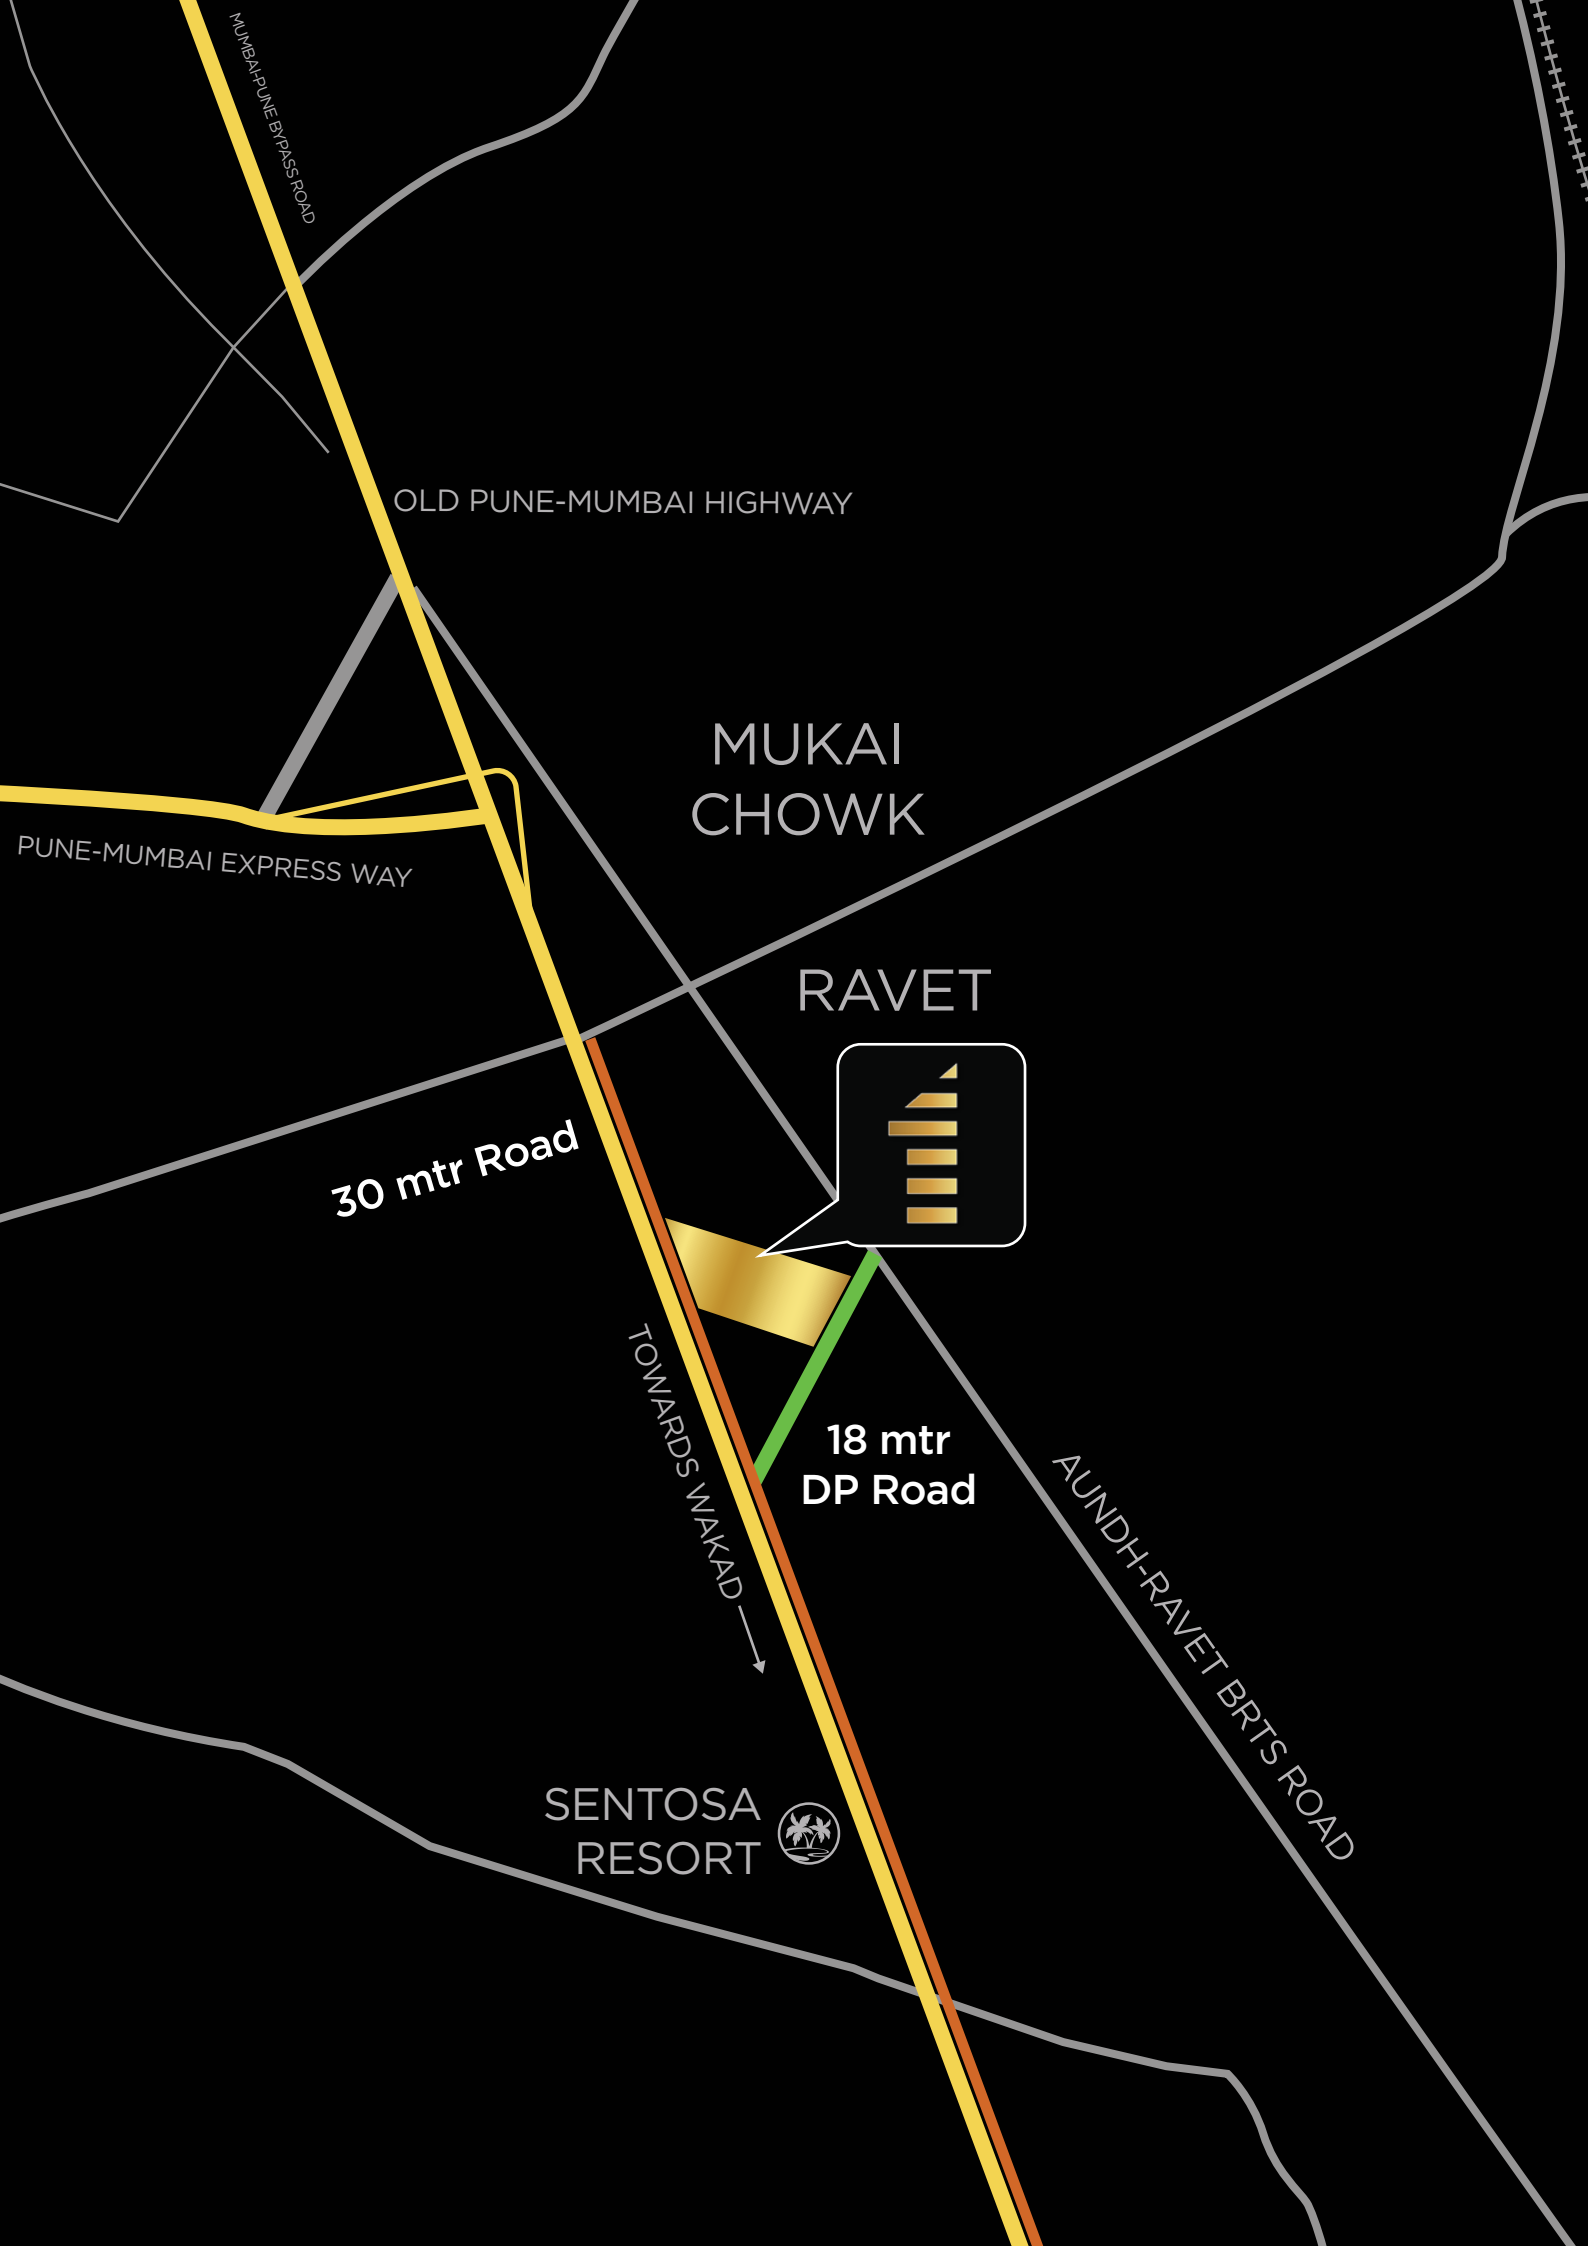 MUMBAI-PUNE BYPASS ROAD
OLD PUNE-MUMBAI HIGHWAY
MUKAI
CHOWK
PUNE-MUMBAI EXPRESS WAY
RAVET
30 mtr Road
TOWARDS WAKAD
18 mtr
DP Road
AUNDH-RAVET BRTS ROAD
SENTOSA
RESORT